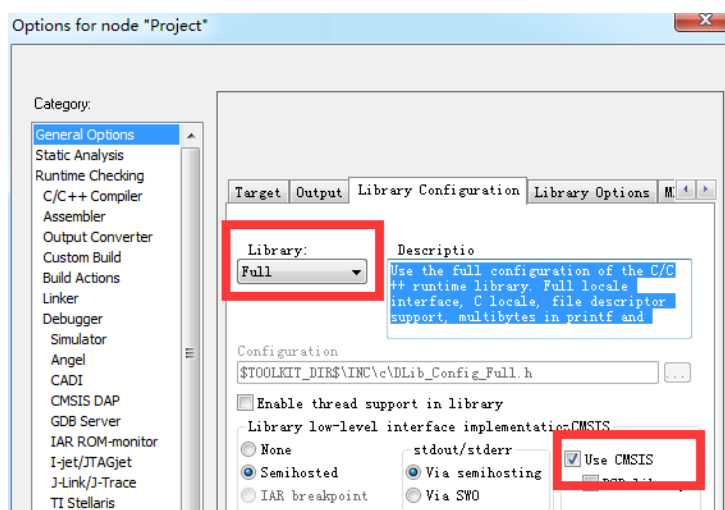 Options for node "Project"
Category:
General Options
Static Analysis
Runtime Checking
C/C++ Compiler
Assembler
Output Converter
Custom Build
Build Actions
Linker
Debugger
Simulator
Angel
CADI
CMSIS DAP
GDB Server
IAR ROM-monitor
I-jet/JTAGjet
J-Link/J-Trace
TI Stellaris
Target Output Library Configuration Library Options
Library:
Full
Descriptio
Use the full configuration of the C/C
++ runtime library. Full locale
interface, C locale, file descriptor
support, multibytes in printf and
Configuration
$TOOLKIT_DIR$\INC\c\DLib_Config_Full.h
...
Enable thread support in library
Library low-level interface implementation
None
Semihosted
IAR breakpoint
stdout/stderr
Via semihosting
Via SWO
CMSIS
Use CMSIS